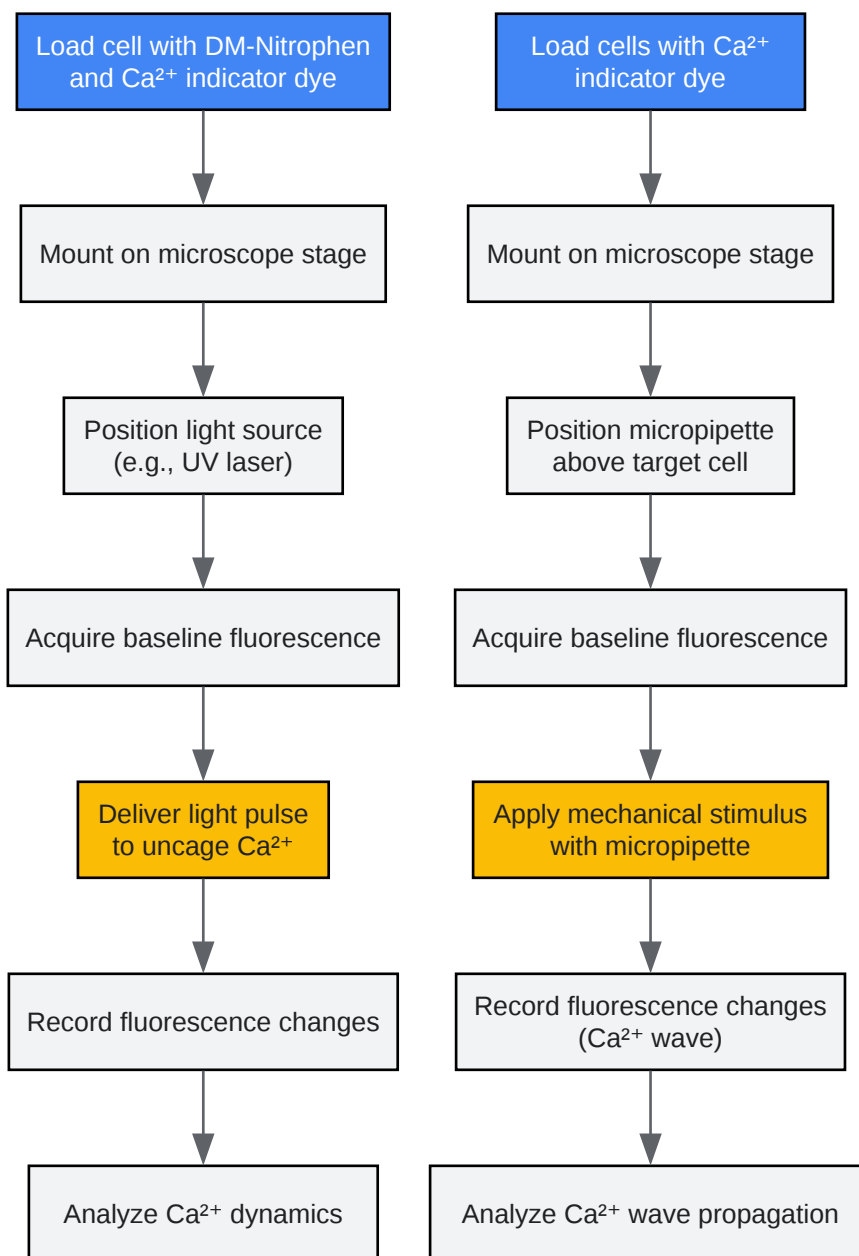 Load cell with DM-Nitrophen
and Ca²⁺ indicator dye
Mount on microscope stage
Position light source
(e.g., UV laser)
Acquire baseline fluorescence
Deliver light pulse
to uncage Ca²⁺
Record fluorescence changes
Analyze Ca²⁺ dynamics
Load cells with Ca²⁺
indicator dye
Mount on microscope stage
Position micropipette
above target cell
Acquire baseline fluorescence
Apply mechanical stimulus
with micropipette
Record fluorescence changes
(Ca²⁺ wave)
Analyze Ca²⁺ wave propagation